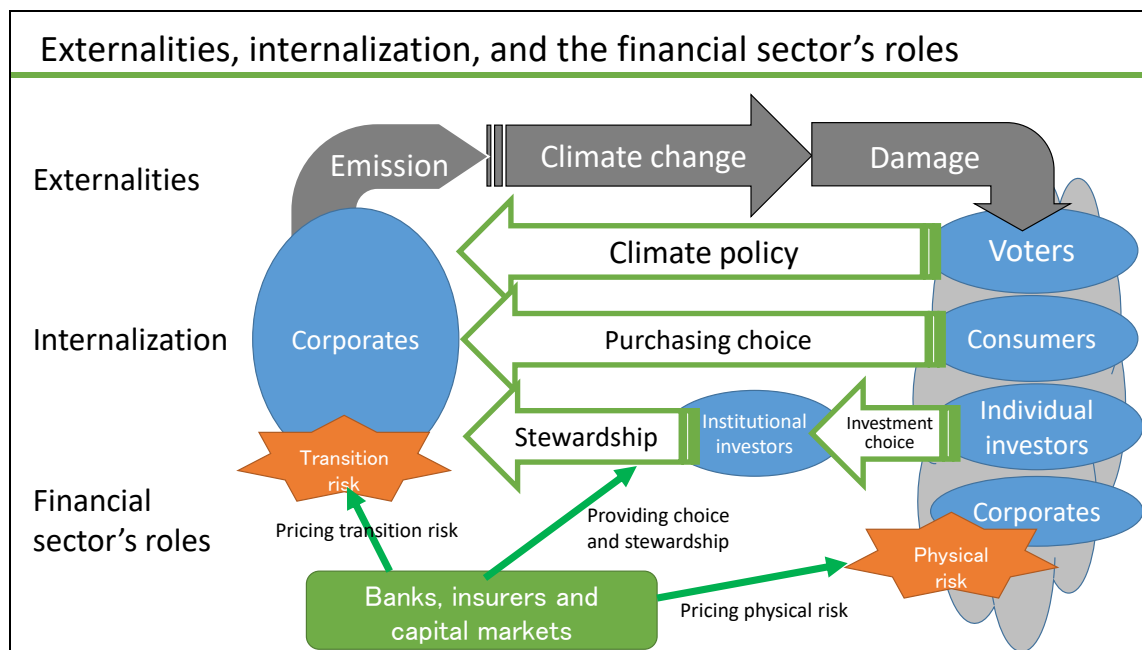 Externalities, internalization, and the financial sector's roles
Externalities
Emission
Climate change
Damage
Climate policy
Voters
Internalization
Corporates
Purchasing choice
Consumers
Stewardship
Institutional
investors
Investment
choice
Individual
investors
Transition
risk
Financial
sector's roles
Pricing transition risk
Providing choice
and stewardship
Corporates
Physical
risk
Banks, insurers and
capital markets
Pricing physical risk